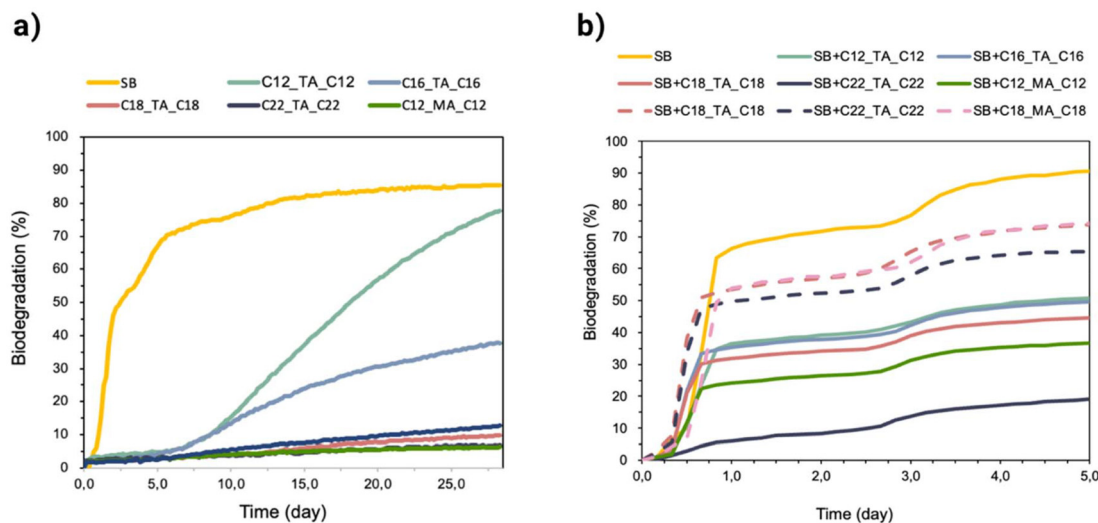 a)
SB C12_TA_C12 C16_TA_C16
C18_TA_C18 C22_TA_C22 C12_MA_C12
Biodegradation (%)
100
90
80
70
60
50
40
30
20
10
0
0,0 5,0 10,0 15,0 20,0 25,0
Time (day)
b)
SB SB+C12_TA_C12 SB+C16_TA_C16
SB+C18_TA_C18 SB+C22_TA_C22 SB+C12_MA_C12
SB+C18_TA_C18 SB+C22_TA_C22 SB+C18_MA_C18
Biodegradation (%)
100
90
80
70
60
50
40
30
20
10
0
0,0 1,0 2,0 3,0 4,0 5,0
Time (day)